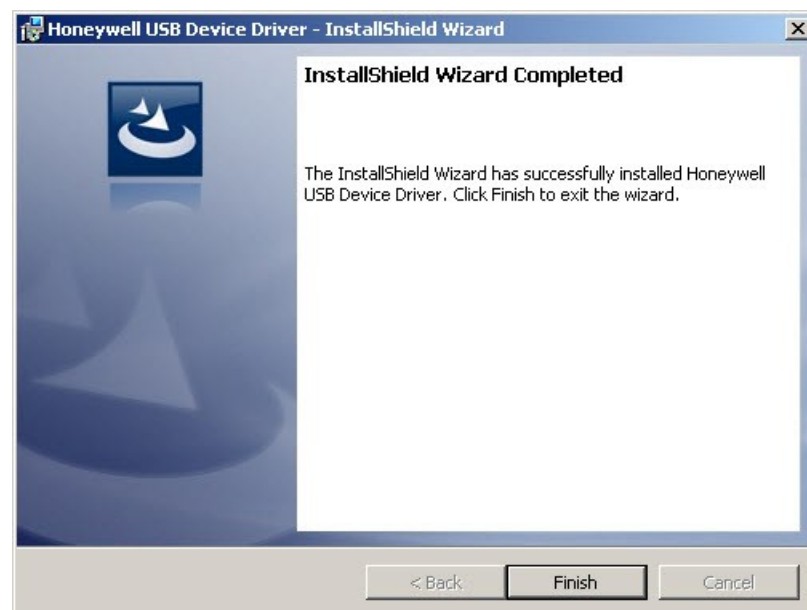 Honeywell USB Device Driver - InstallShield Wizard
InstallShield Wizard Completed
The InstallShield Wizard has successfully installed Honeywell
USB Device Driver. Click Finish to exit the wizard.
< Back
Finish
Cancel